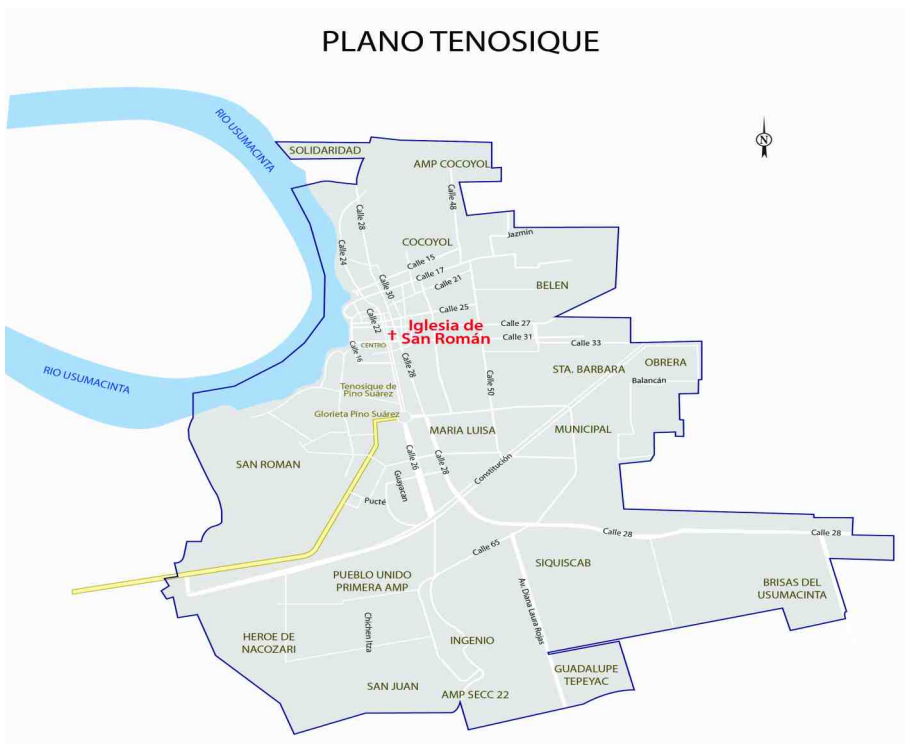 PLANO TENOSIQUE
RIO USUMACINTA
N
SOLIDARIDAD
AMP COCOYOL
Calle 48
Calle 28
Jazmín
COCOYOL
Calle 24
Calle 15
Calle 17
Calle 21
BELEN
Calle 30
Calle 25
Calle 22
Iglesia de
San Román
Calle 27
Calle 31
Calle 33
CENTRO
Calle 16
Calle 28
OBRERA
STA. BARBARA
Balancán
RIO USUMACINTA
Calle 50
Tenosique de
Pino Suárez
Glorieta Pino Suárez
MARIA LUISA
MUNICIPAL
Calle 26
Calle 28
SAN ROMAN
Constitución
Guayacan
Pucté
Calle 28
Calle 28
Calle 65
SIQUISCAB
PUEBLO UNIDO
PRIMERA AMP
BRISAS DEL
USUMACINTA
Av. Diana Laura Rojas
Chichen Itza
HEROE DE
NACOZARI
INGENIO
GUADALUPE
TEPEYAC
SAN JUAN
AMP SECC 22